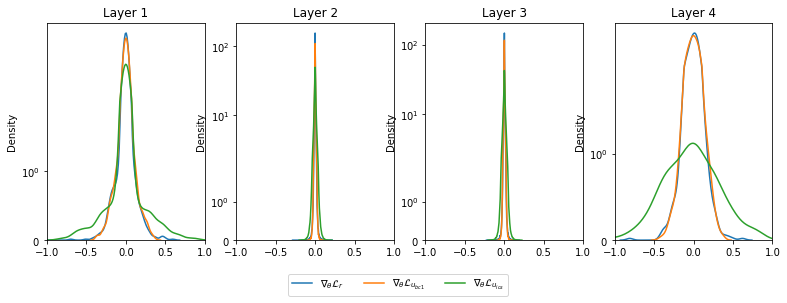 Layer 1 Layer 2 Layer 3 Layer 4
Density Density Density Density
10² 10²
10¹ 10¹
10⁰ 10⁰ 10⁰ 10⁰
0 0 0 0
−1.0 −0.5 0.0 0.5 1.0 −1.0 −0.5 0.0 0.5 1.0 −1.0 −0.5 0.0 0.5 1.0 −1.0 −0.5 0.0 0.5 1.0
∇θℒr ∇θℒu_bc1 ∇θℒu_ics